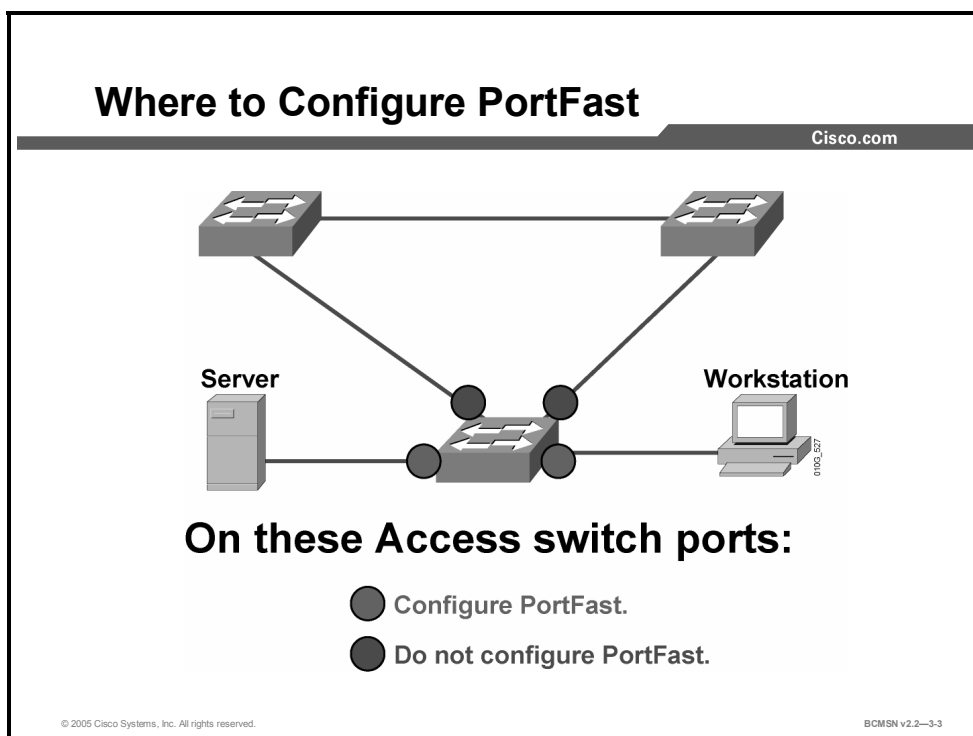 Where to Configure PortFast
Cisco.com
Server
Workstation
010G_527
On these Access switch ports:
Configure PortFast.
Do not configure PortFast.
© 2005 Cisco Systems, Inc. All rights reserved.
BCMSN v2.2—3-3